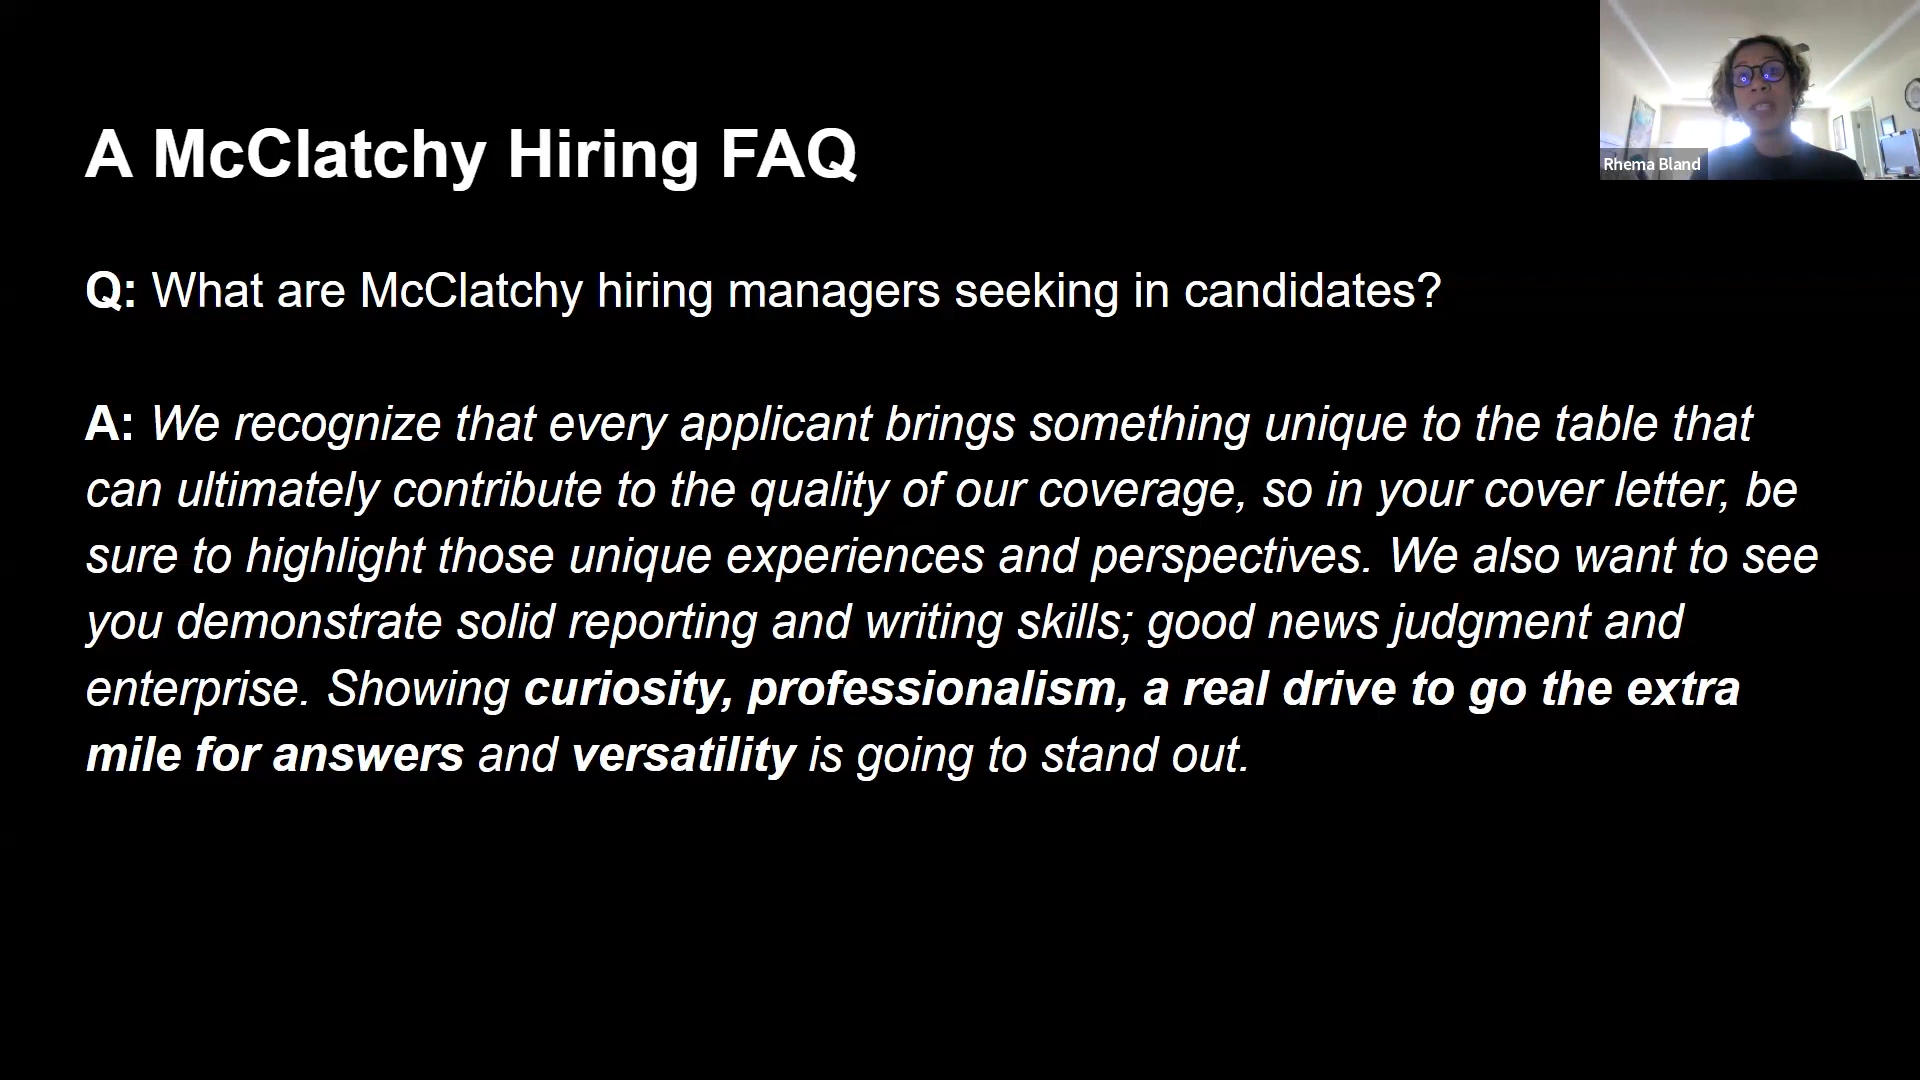 A McClatchy Hiring FAQ
Rhema Bland
Q: What are McClatchy hiring managers seeking in candidates?
A: We recognize that every applicant brings something unique to the table that
can ultimately contribute to the quality of our coverage, so in your cover letter, be
sure to highlight those unique experiences and perspectives. We also want to see
you demonstrate solid reporting and writing skills; good news judgment and
enterprise. Showing curiosity, professionalism, a real drive to go the extra
mile for answers and versatility is going to stand out.